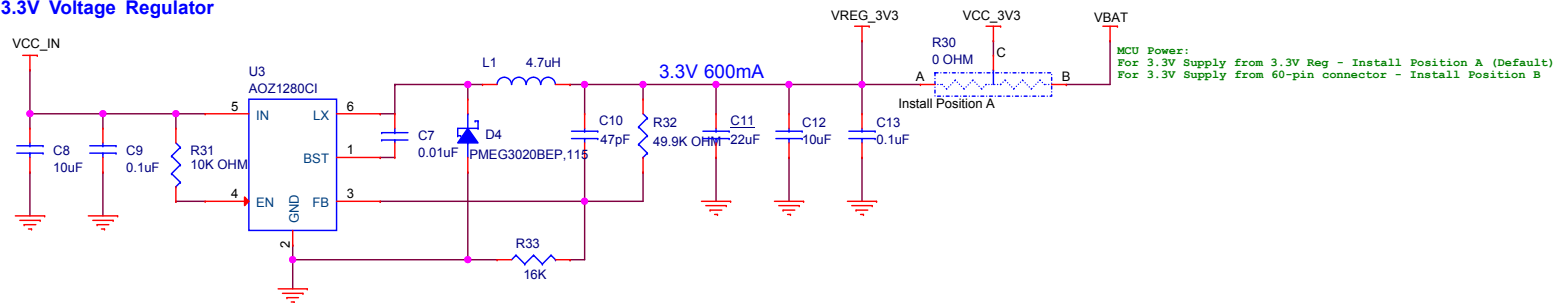 3.3V Voltage Regulator
VREG_3V3
VCC_3V3
VBAT
VCC_IN
R30
0 OHM
C
A
B
Install Position A
MCU Power:
For 3.3V Supply from 3.3V Reg - Install Position A (Default)
For 3.3V Supply from 60-pin connector - Install Position B
U3
AOZ1280CI
L1
4.7uH
3.3V 600mA
5
IN
LX
6
BST
1
4
EN
FB
3
GND
2
C7
0.01uF
D4
PMEG3020BEP,115
C10
47pF
R32
49.9K OHM
C11
22uF
C12
10uF
C13
0.1uF
C8
10uF
C9
0.1uF
R31
10K OHM
R33
16K